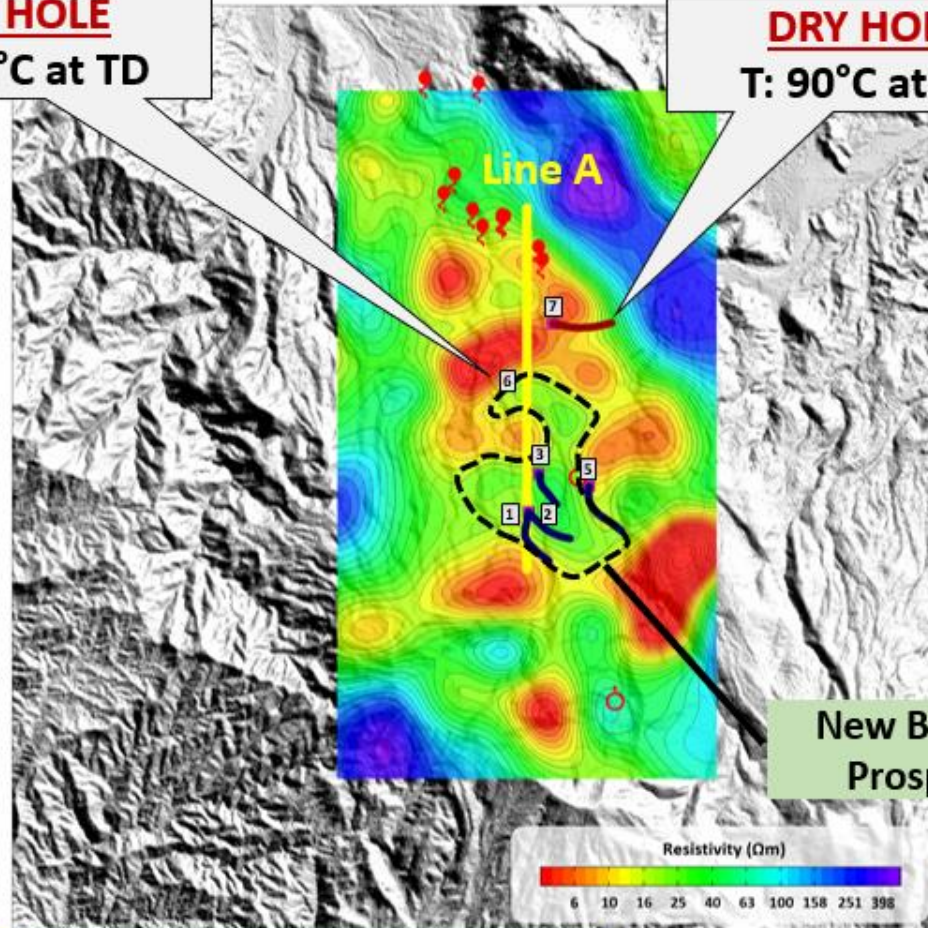 HOLE
°C at TD
DRY HO
T: 90°C at
Line A
7
6
3
5
1
2
New B
Prosp
Resistivity (Ωm)
6 10 16 25 40 63 100 158 251 398